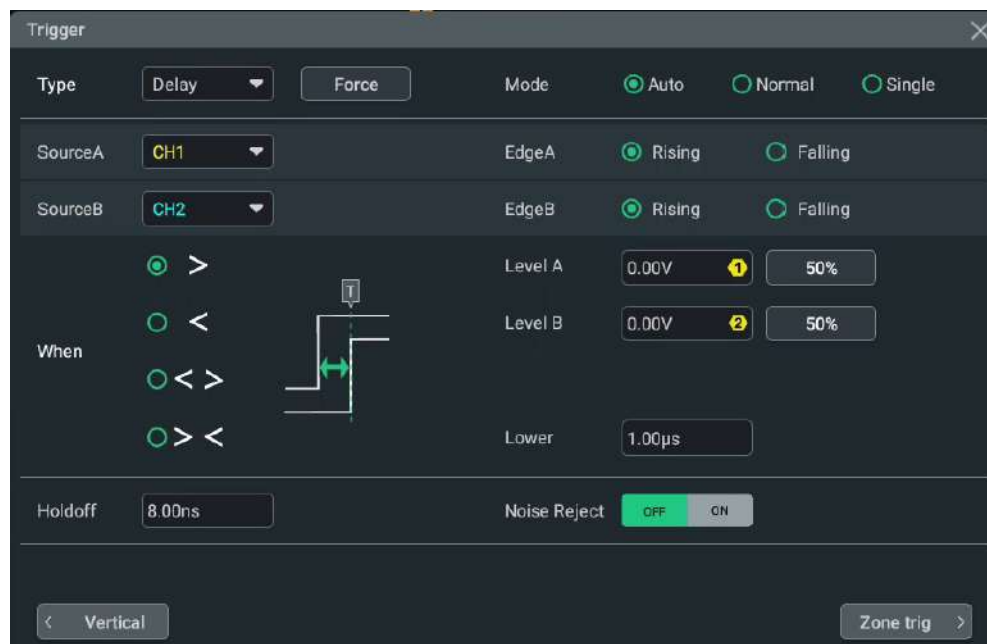 Trigger
Type Delay Force Mode Auto Normal Single
SourceA CH1 EdgeA Rising Falling
SourceB CH2 EdgeB Rising Falling
> Level A 0.00V 1 50%
T
< Level B 0.00V 2 50%
When
< >
> < Lower 1.00µs
Holdoff 8.00ns Noise Reject OFF ON
< Vertical Zone trig >